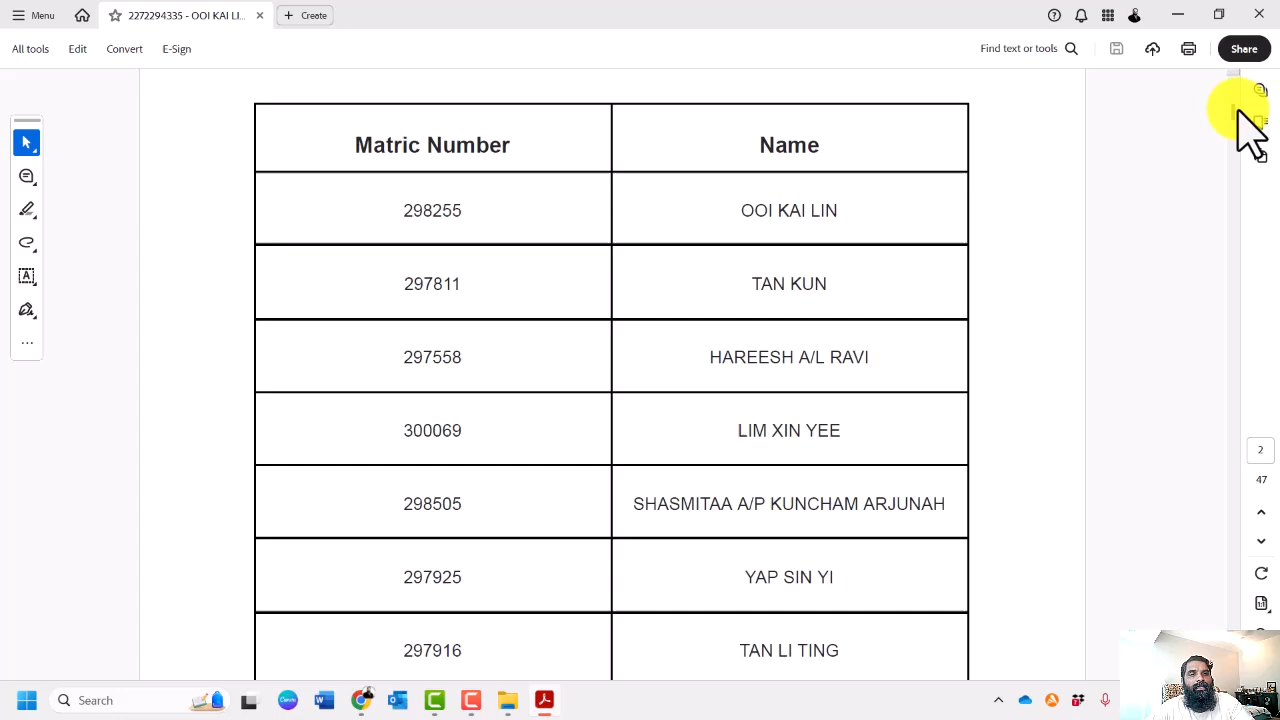 Menu
2272294335 - OOI KAI LI...
Create
All tools
Edit
Convert
E-Sign
Find text or tools
Share
Matric Number Name
298255 OOI KAI LIN
297811 TAN KUN
297558 HAREESH A/L RAVI
300069 LIM XIN YEE
298505 SHASMITAA A/P KUNCHAM ARJUNAH
297925 YAP SIN YI
297916 TAN LI TING
2
47
Search